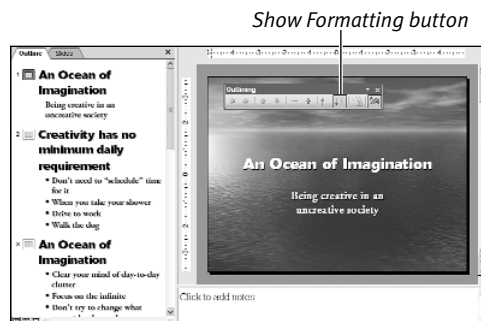 Show Formatting button
Outline Slides
1 An Ocean of
Imagination
Being creative in an
uncreative society
2 Creativity has no
minimum daily
requirement
• Don't need to "schedule" time
for it
• When you take your shower
• Drive to work
• Walk the dog
3 An Ocean of
Imagination
• Clear your mind of day-to-day
clutter
• Focus on the infinite
• Don't try to change what
Outlining
An Ocean of Imagination
Being creative in an
uncreative society
Click to add notes